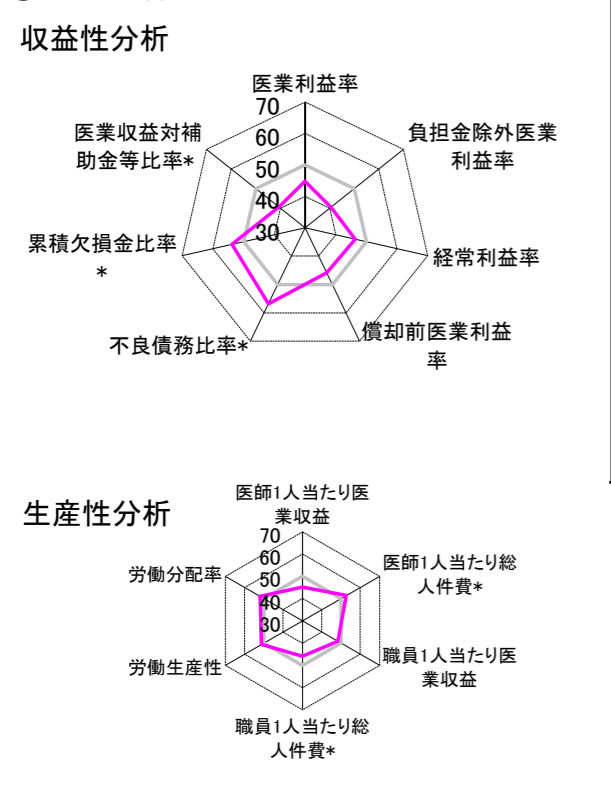 収益性分析
医業利益率
70
60
50
40
30
負担金除外医業
利益率
経常利益率
償却前医業利益
率
不良債務比率*
累積欠損金比率
*
医業収益対補
助金等比率*
生産性分析
医師1人当たり医
業収益
70
60
50
40
30
医師1人当たり総
人件費*
職員1人当たり医
業収益
職員1人当たり総
人件費*
労働生産性
労働分配率